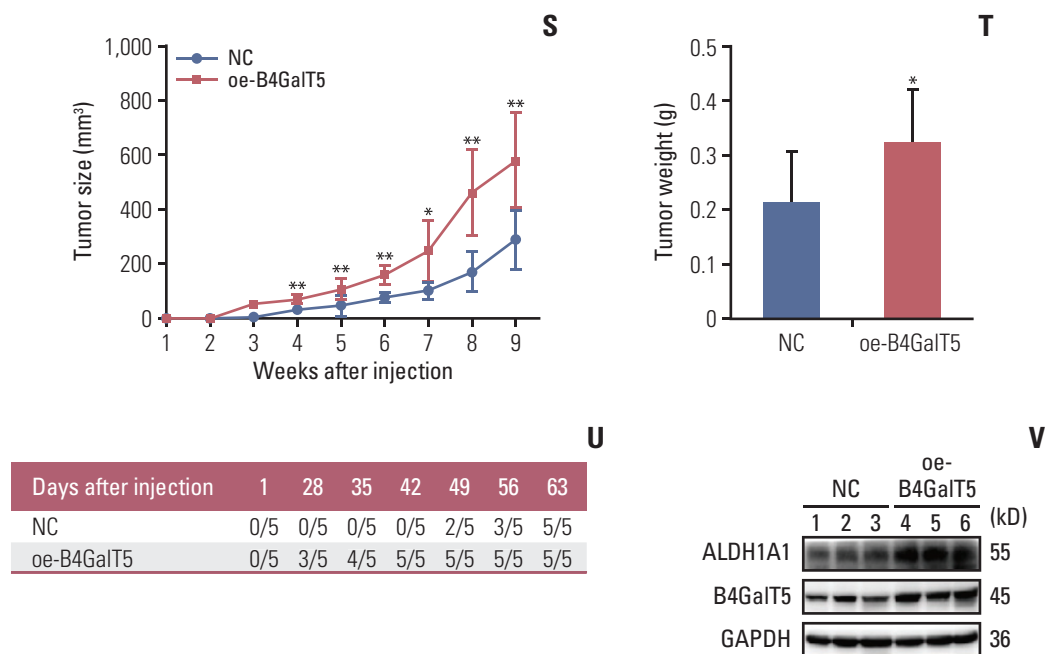 S
1,000
800
600
400
200
0
Tumor size (mm³)
NC
oe-B4GalT5
** ** ** * ** **
1 2 3 4 5 6 7 8 9
Weeks after injection
T
0.5
0.4
0.3
0.2
0.1
0
Tumor weight (g)
*
NC oe-B4GalT5
U
Days after injection 1 28 35 42 49 56 63
NC 0/5 0/5 0/5 0/5 2/5 3/5 5/5
oe-B4GalT5 0/5 3/5 4/5 5/5 5/5 5/5 5/5
V
oe-
NC B4GalT5
1 2 3 4 5 6 (kD)
ALDH1A1 55
B4GalT5 45
GAPDH 36